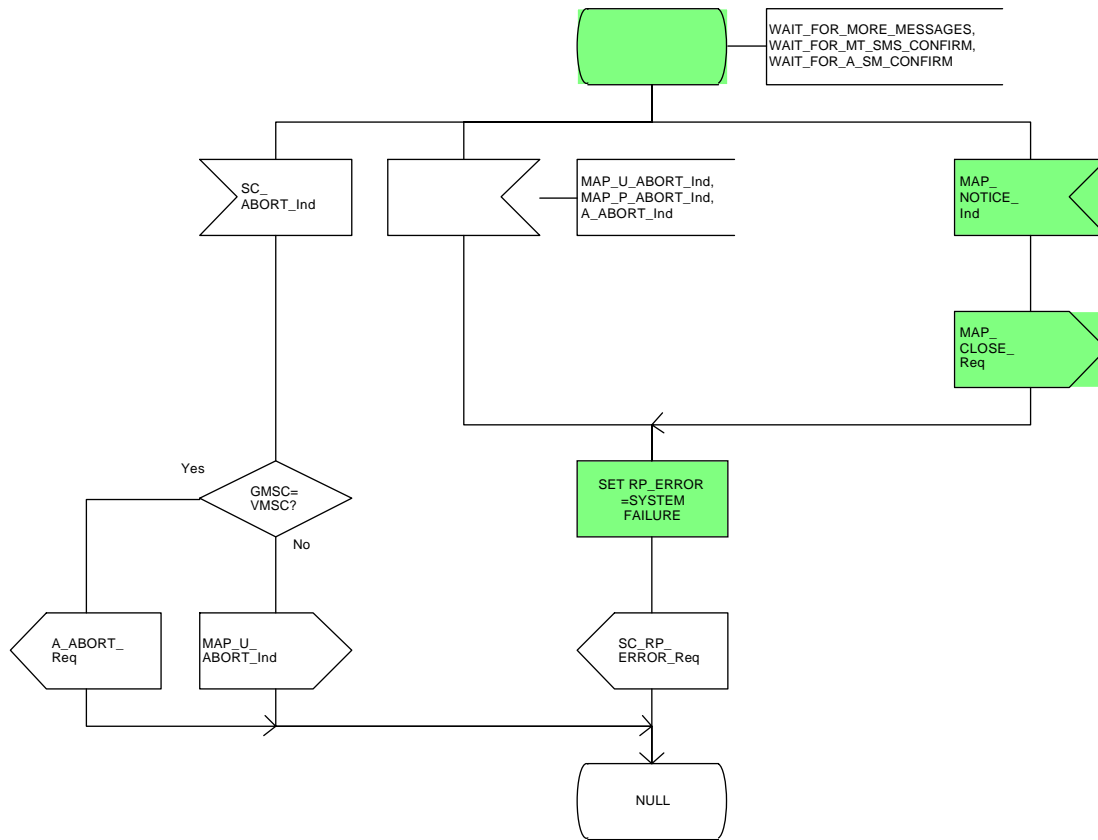 WAIT_FOR_MORE_MESSAGES,
WAIT_FOR_MT_SMS_CONFIRM,
WAIT_FOR_A_SM_CONFIRM
SC_
ABORT_Ind
MAP_U_ABORT_Ind,
MAP_P_ABORT_Ind,
A_ABORT_Ind
MAP_
NOTICE_
Ind
MAP_
CLOSE_
Req
Yes
GMSC=
VMSC?
No
SET RP_ERROR
=SYSTEM
FAILURE
A_ABORT_
Req
MAP_U_
ABORT_Ind
SC_RP_
ERROR_Req
NULL